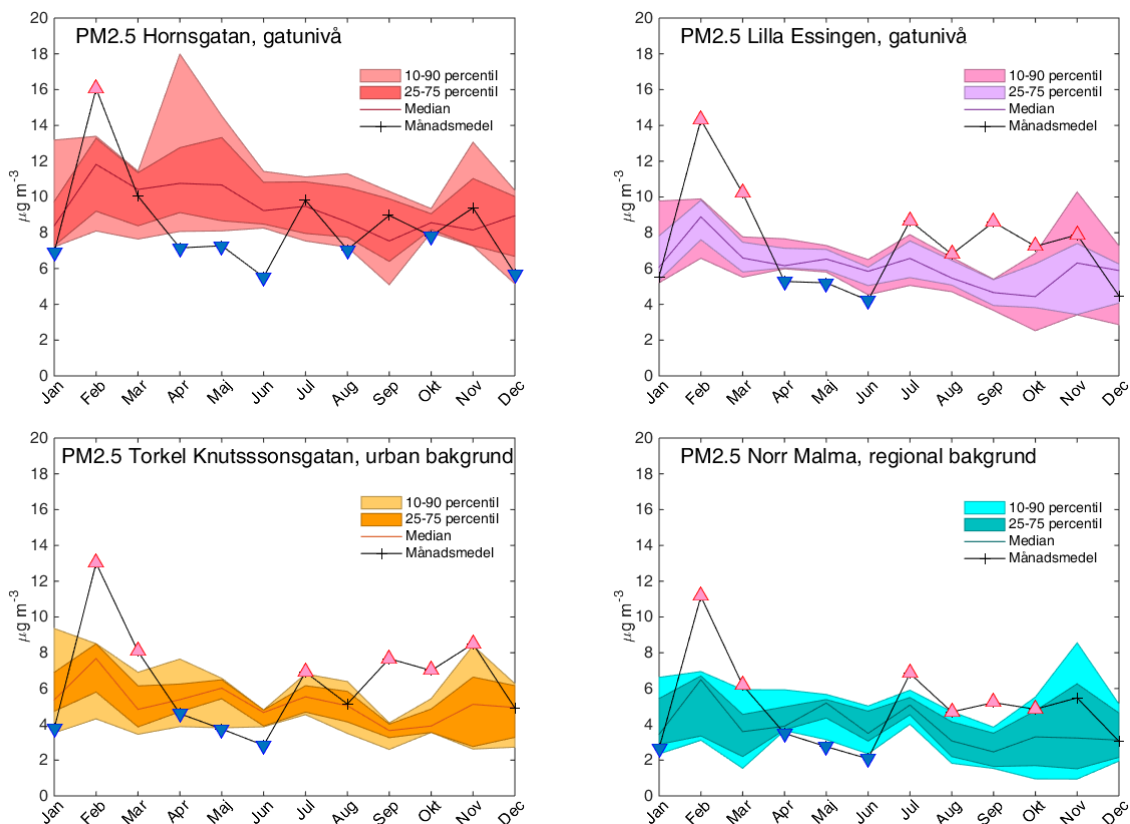 PM2.5 Hornsgatan, gatunivå
10-90 percentil
25-75 percentil
Median
Månadsmedel
µg m-3
20
18
16
14
12
10
8
6
4
2
0
Jan
Feb
Mar
Apr
Maj
Jun
Jul
Aug
Sep
Okt
Nov
Dec
PM2.5 Lilla Essingen, gatunivå
10-90 percentil
25-75 percentil
Median
Månadsmedel
µg m-3
20
18
16
14
12
10
8
6
4
2
0
Jan
Feb
Mar
Apr
Maj
Jun
Jul
Aug
Sep
Okt
Nov
Dec
PM2.5 Torkel Knutsssonsgatan, urban bakgrund
10-90 percentil
25-75 percentil
Median
Månadsmedel
µg m-3
20
18
16
14
12
10
8
6
4
2
0
Jan
Feb
Mar
Apr
Maj
Jun
Jul
Aug
Sep
Okt
Nov
Dec
PM2.5 Norr Malma, regional bakgrund
10-90 percentil
25-75 percentil
Median
Månadsmedel
µg m-3
20
18
16
14
12
10
8
6
4
2
0
Jan
Feb
Mar
Apr
Maj
Jun
Jul
Aug
Sep
Okt
Nov
Dec